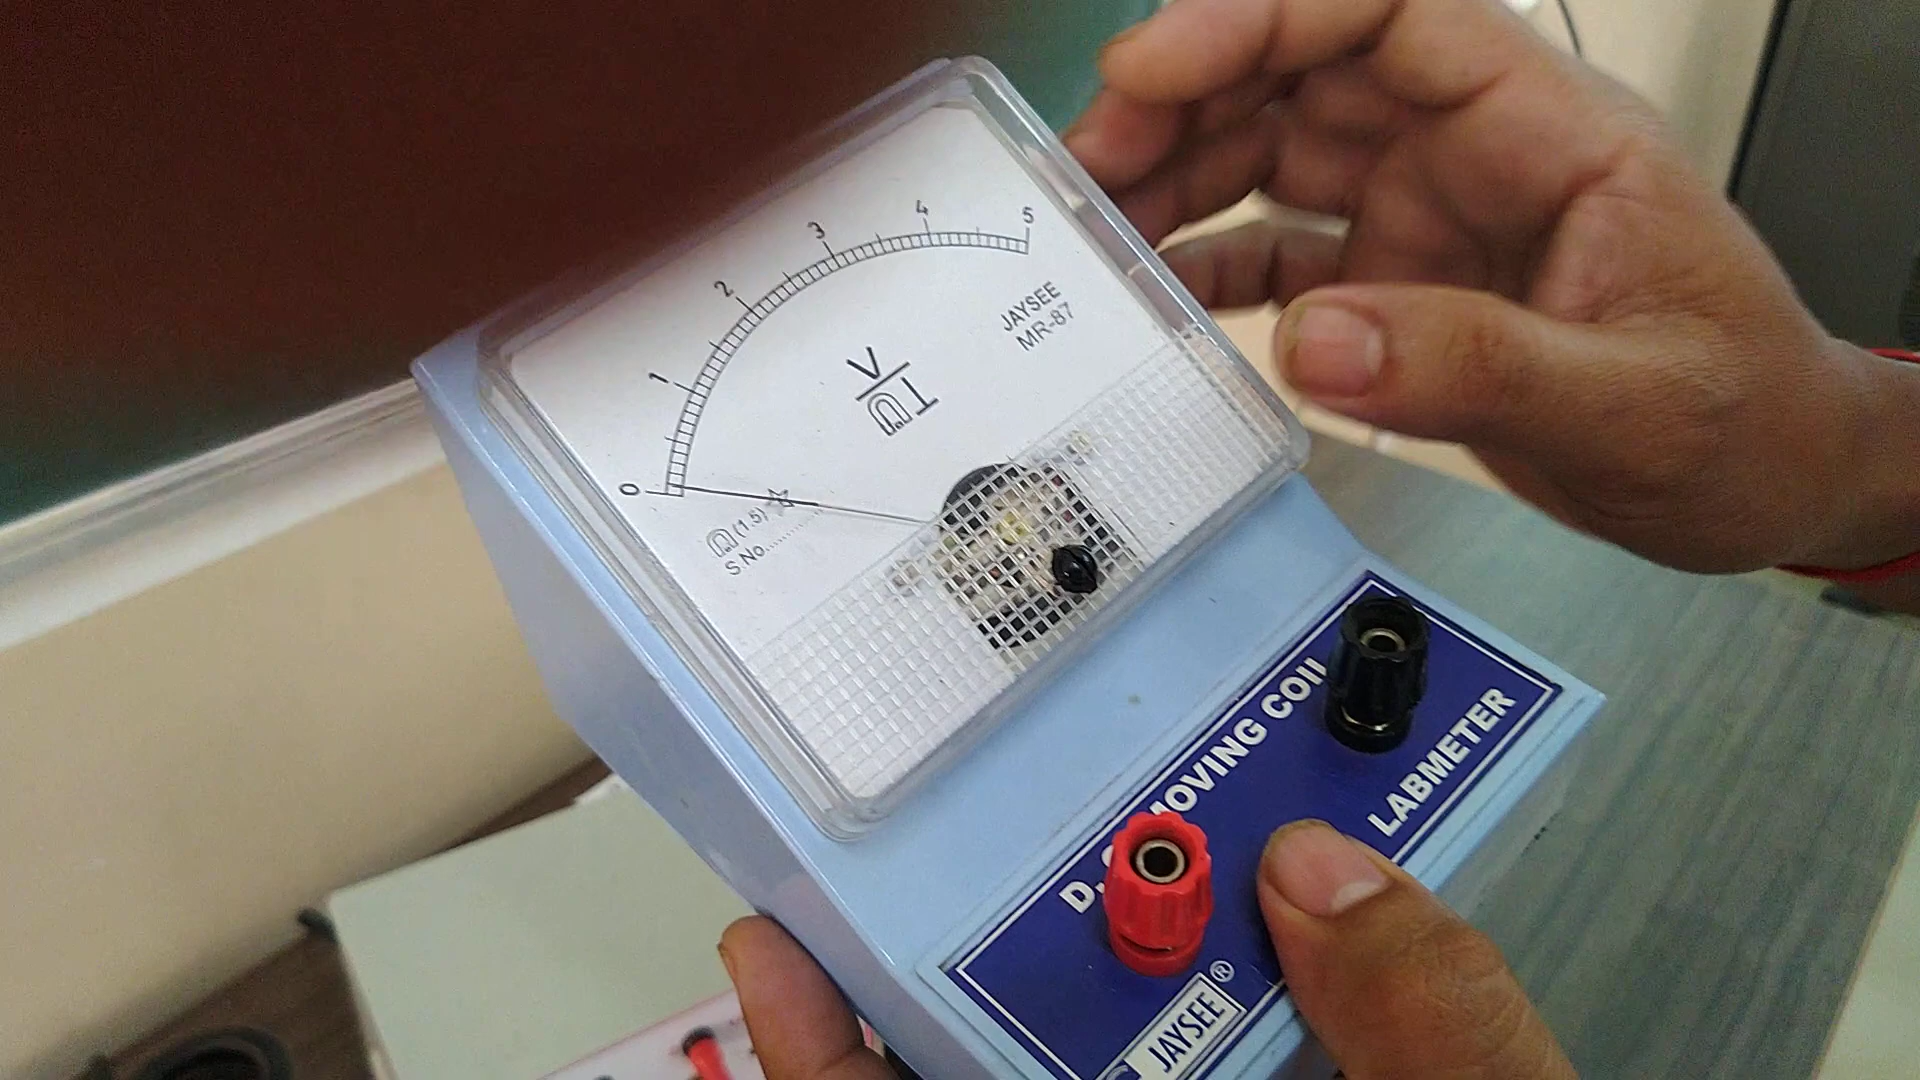 0 1 2 3 4 5
V
JAYSEE
MR-87
(1.5)
S.No.............
D.C MOVING COIL
LABMETER
JAYSEE®